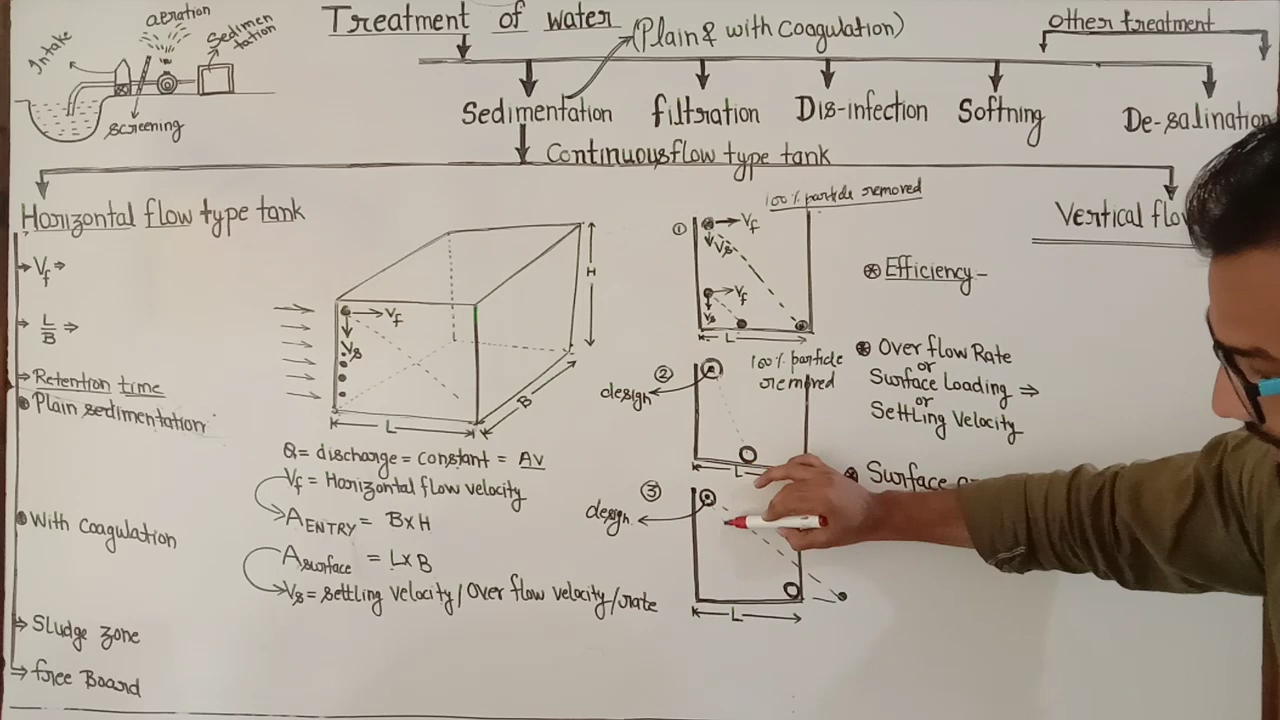 Treatment of water
(Plain & with Coagulation)
other treatment
Intake
aeration
Sedimen
tation
screening
Sedimentation
filtration
Dis-infection
Softning
De-salination
Continuous flow type tank
Horizontal flow type tank
→ Vf ⇒
→ L/B ⇒
→ Retention time
Plain sedimentation
With Coagulation
→ Sludge zone
→ free Board
Vf
Vs
H
B
L
Q = discharge = constant = AV
Vf = Horizontal flow velocity
AENTRY = B×H
Asurface = L×B
Vs = settling velocity/over flow velocity/rate
100% particle removed
①
Vf
Vs
Vf
Vs
L
②
100% particle
removed
design
L
③
design
L
Vertical flo
Efficiency-
Over flow Rate
or
Surface Loading ⇒
or
Settling Velocity
Surface